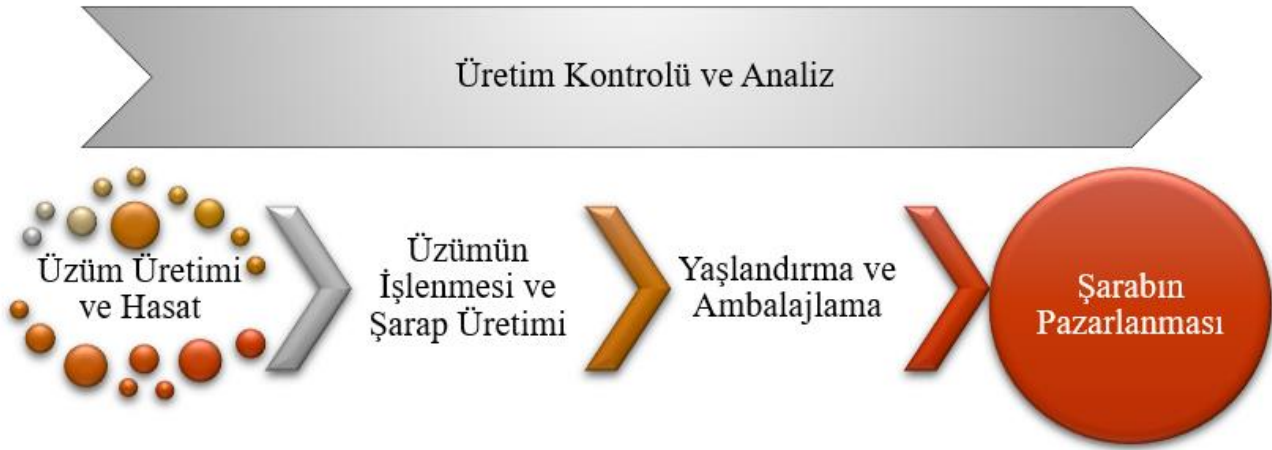 Üretim Kontrolü ve Analiz
Üzüm Üretimi
ve Hasat
Üzümün
İşlenmesi ve
Şarap Üretimi
Yaşlandırma ve
Ambalajlama
Şarabın
Pazarlanması